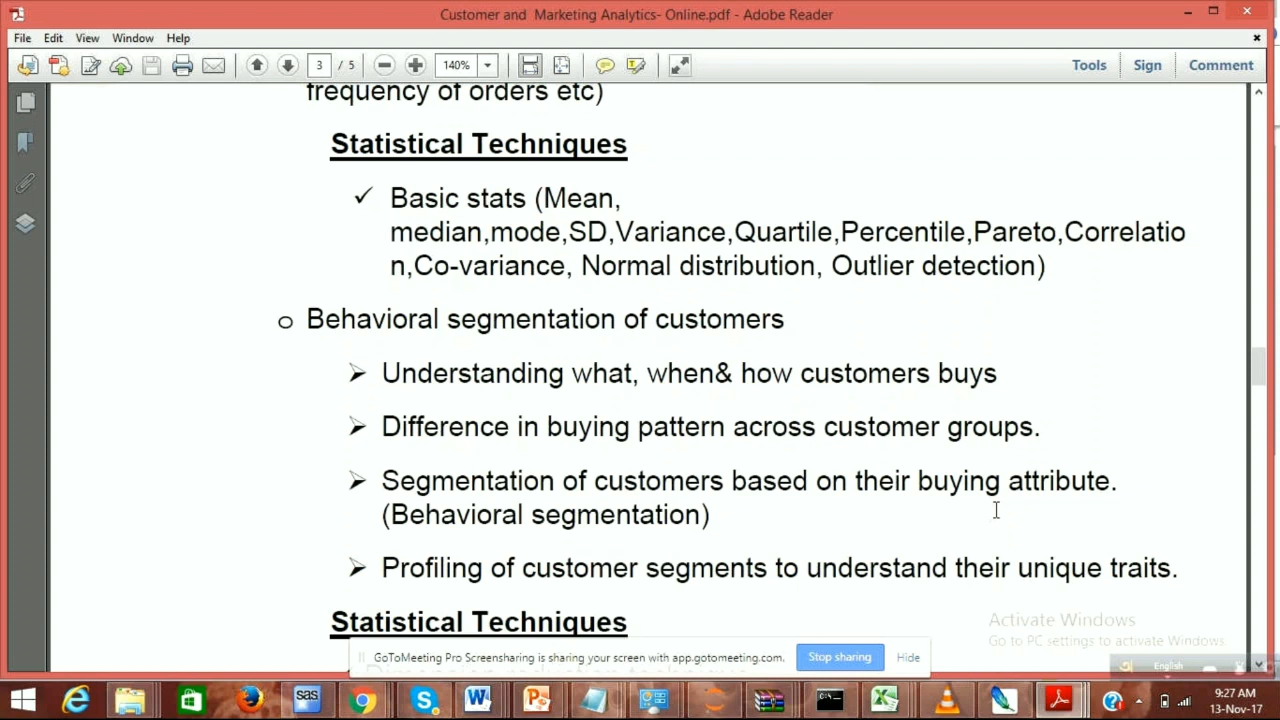 Customer and Marketing Analytics- Online.pdf - Adobe Reader
File Edit View Window Help
3 / 5 140% Tools Sign Comment
frequency of orders etc)
Statistical Techniques
✓ Basic stats (Mean,
median,mode,SD,Variance,Quartile,Percentile,Pareto,Correlatio
n,Co-variance, Normal distribution, Outlier detection)
o Behavioral segmentation of customers
➢ Understanding what, when& how customers buys
➢ Difference in buying pattern across customer groups.
➢ Segmentation of customers based on their buying attribute.
(Behavioral segmentation)
➢ Profiling of customer segments to understand their unique traits.
Statistical Techniques
Activate Windows
Go to PC settings to activate Windows.
GoToMeeting Pro Screensharing is sharing your screen with app.gotomeeting.com. Stop sharing Hide
English
sas
9:27 AM
13-Nov-17